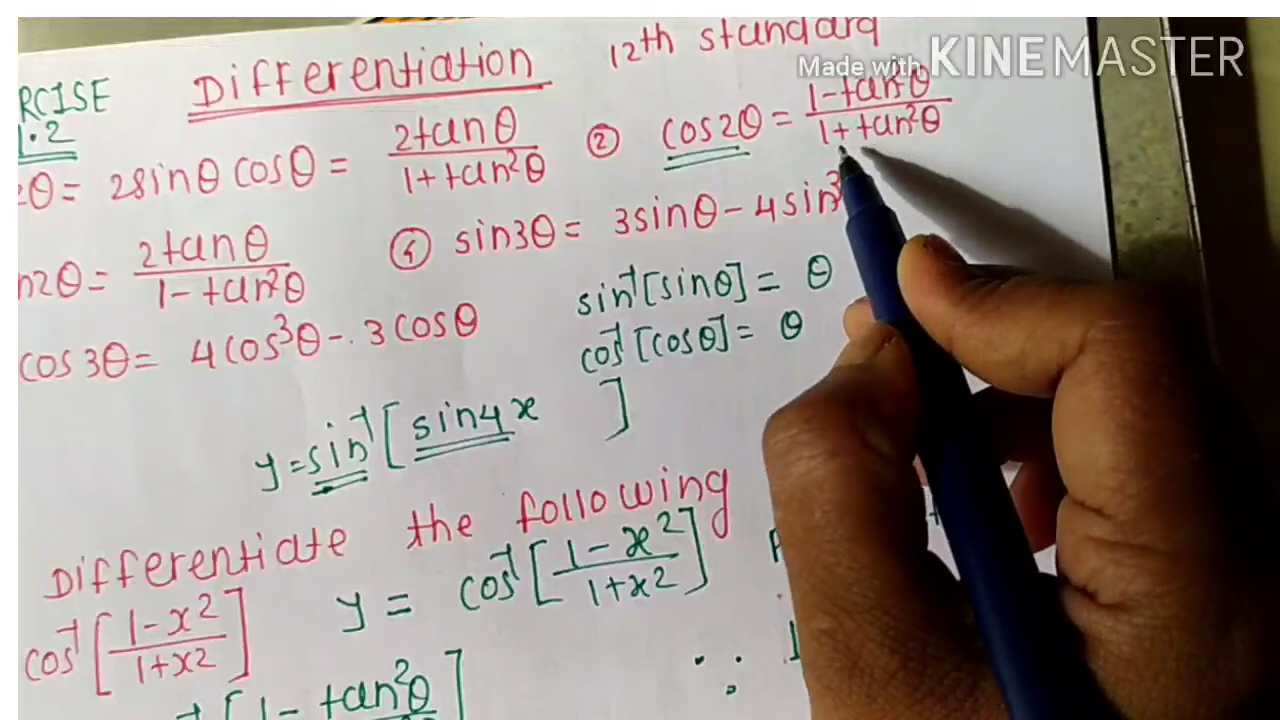 12th standard
Made with KINEMASTER
RCISE Differentiation
1.2
2θ = 2sinθ cosθ = 2tanθ / 1+tan²θ ② cos2θ = 1-tan²θ / 1+tan²θ
n2θ = 2tanθ / 1-tan²θ ④ sin3θ = 3sinθ - 4sin³
sin⁻¹[sinθ] = θ
cos3θ = 4cos³θ - 3cosθ cos⁻¹[cosθ] = θ
y = sin⁻¹[sin4x ]
Differentiate the following
cos⁻¹[1-x² / 1+x²] y = cos⁻¹[1-x² / 1+x²]
∴
[1-tan²θ]